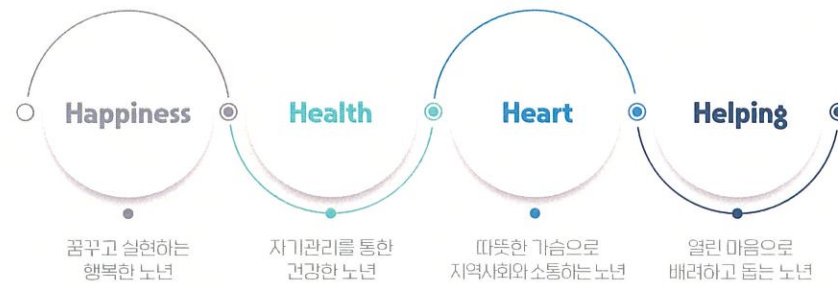 Happiness
Health
Heart
Helping
꿈꾸고 실현하는
행복한 노년
자기관리를 통한
건강한 노년
따뜻한 가슴으로
지역사회와 소통하는 노년
열린 마음으로
배려하고 돕는 노년